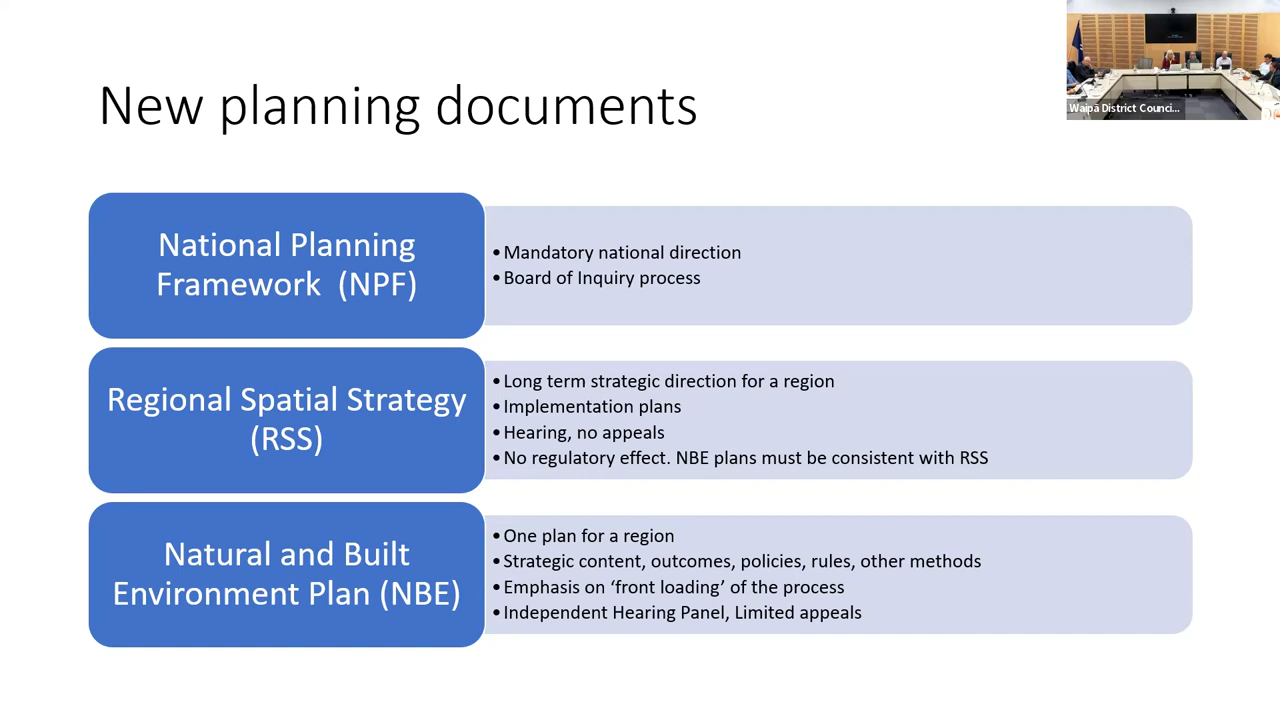 New planning documents
Waipā District Counci...
National Planning
Framework  (NPF)
• Mandatory national direction
• Board of Inquiry process
Regional Spatial Strategy
(RSS)
• Long term strategic direction for a region
• Implementation plans
• Hearing, no appeals
• No regulatory effect. NBE plans must be consistent with RSS
Natural and Built
Environment Plan (NBE)
• One plan for a region
• Strategic content, outcomes, policies, rules, other methods
• Emphasis on ‘front loading’ of the process
• Independent Hearing Panel, Limited appeals